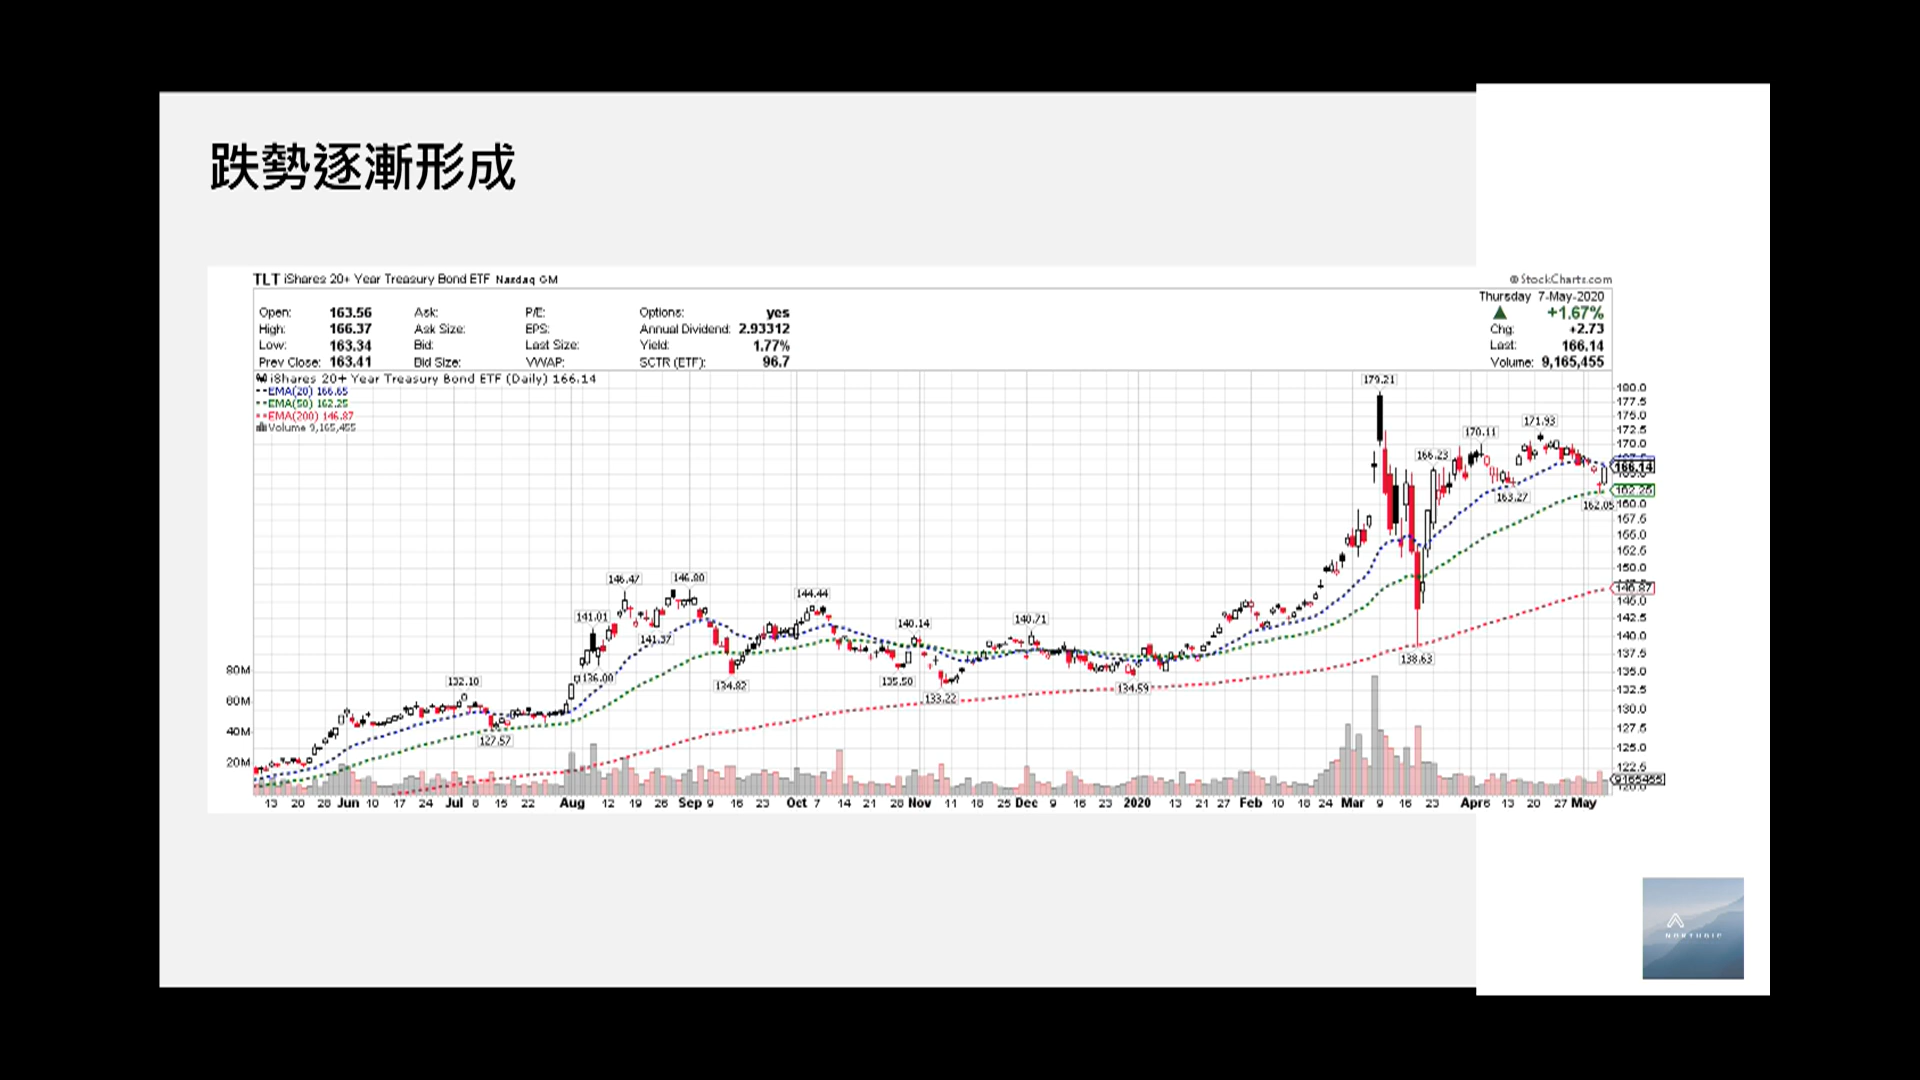 跌勢逐漸形成
TLT iShares 20+ Year Treasury Bond ETF Nasdaq GM
© StockCharts.com
Thursday 7-May-2020
Open: 163.56 Ask: P/E: Options: yes
+1.67%
High: 166.37 Ask Size: EPS: Annual Dividend: 2.93312
Chg: +2.73
Low: 163.34 Bid: Last Size: Yield: 1.77%
Last: 166.14
Prev Close: 163.41 Bid Size: VWAP: SCTR (ETF): 96.7
Volume: 9,165,455
iShares 20+ Year Treasury Bond ETF (Daily) 166.14
EMA(20) 166.65
EMA(50) 162.25
EMA(200) 146.87
Volume 9,165,455
179.21
171.93
170.11
166.23
163.27
162.05
146.47
146.80
144.44
141.01
141.37
140.14
140.71
138.63
136.00
134.82
135.50
133.22
134.59
132.10
127.57
180.0
177.5
175.0
172.5
170.0
166.14
162.25
160.0
157.5
155.0
152.5
150.0
146.87
145.0
142.5
140.0
137.5
135.0
132.5
130.0
127.5
125.0
122.5
9165455
120.0
80M
60M
40M
20M
13 20 28 Jun 10 17 24 Jul 8 15 22 Aug 12 19 26 Sep 9 16 23 Oct 7 14 21 28 Nov 11 18 25 Dec 9 16 23 2020 13 21 27 Feb 10 18 24 Mar 9 16 23 Apr 6 13 20 27 May